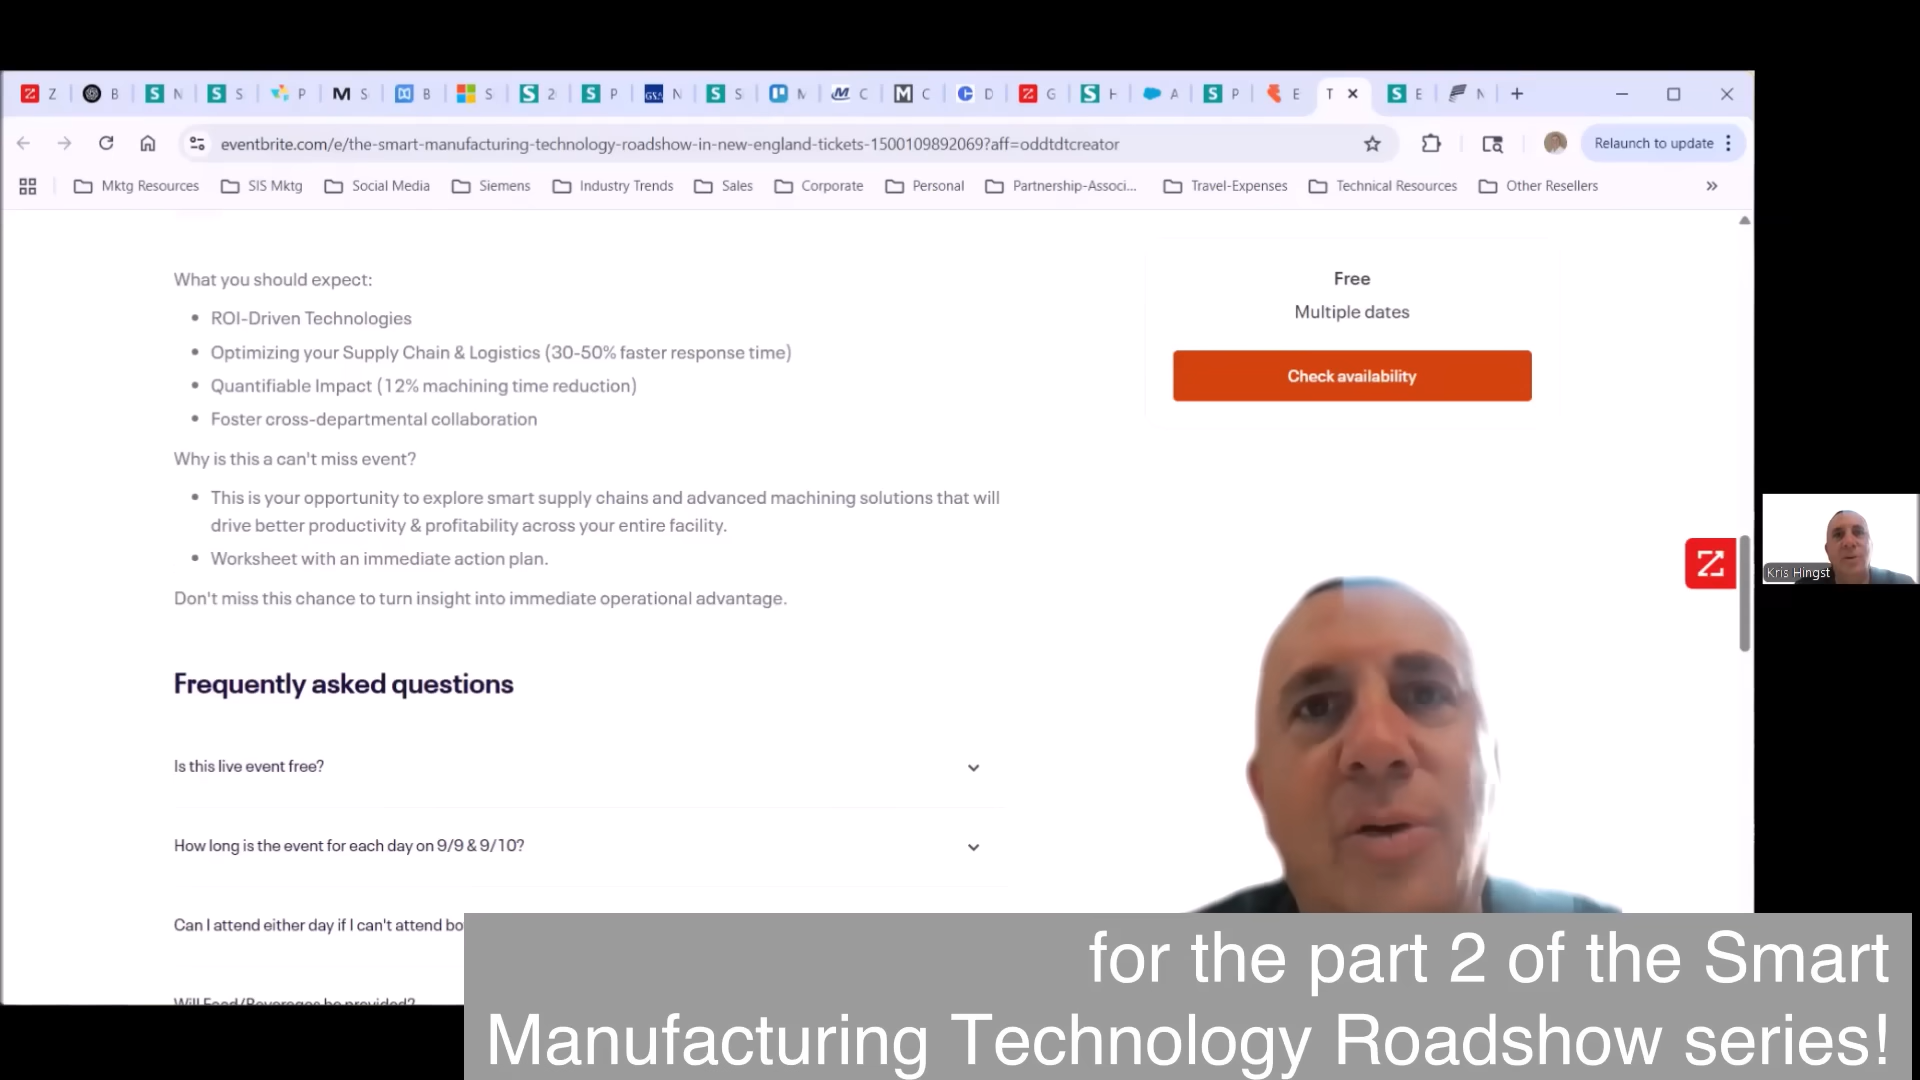 Z
B
N
S
P
M S
B
S
2
P
GSA N
S
M
C
M C
D
G
H
A
P
E
T
E
N
eventbrite.com/e/the-smart-manufacturing-technology-roadshow-in-new-england-tickets-1500109892069?aff=oddtdtcreator
Relaunch to update
Mktg Resources
SIS Mktg
Social Media
Siemens
Industry Trends
Sales
Corporate
Personal
Partnership-Associ...
Travel-Expenses
Technical Resources
Other Resellers
What you should expect:
ROI-Driven Technologies
Optimizing your Supply Chain & Logistics (30-50% faster response time)
Quantifiable Impact (12% machining time reduction)
Foster cross-departmental collaboration
Why is this a can't miss event?
This is your opportunity to explore smart supply chains and advanced machining solutions that will
drive better productivity & profitability across your entire facility.
Worksheet with an immediate action plan.
Don't miss this chance to turn insight into immediate operational advantage.
Free
Multiple dates
Check availability
Kris Hingst
Frequently asked questions
Is this live event free?
How long is the event for each day on 9/9 & 9/10?
Can I attend either day if I can't attend bo
Will Food/Beverages be provided?
for the part 2 of the Smart
Manufacturing Technology Roadshow series!